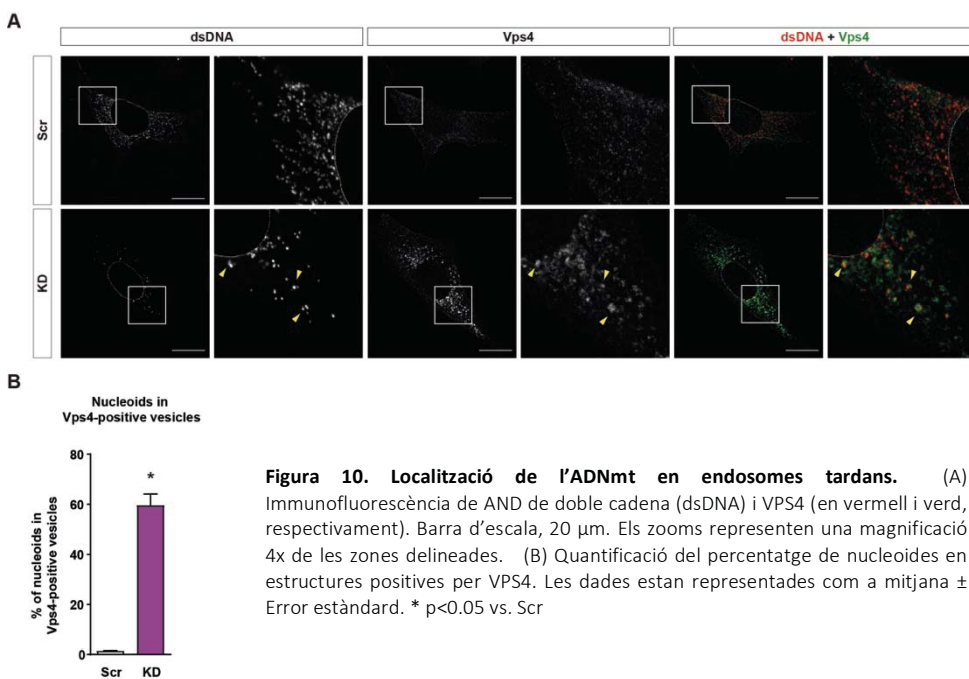 A
dsDNA
Vps4
dsDNA + Vps4
Scr
KD
B
Nucleoids in
Vps4-positive vesicles
% of nucleoids in
Vps4-positive vesicles
80
60
40
20
0
*
Scr
KD
Figura 10. Localització de l’ADNmt en endosomes tardans. (A)
Immunofluorescència de AND de doble cadena (dsDNA) i VPS4 (en vermell i verd,
respectivament). Barra d’escala, 20 µm. Els zooms representen una magnificació
4x de les zones delineades. (B) Quantificació del percentatge de nucleoides en
estructures positives per VPS4. Les dades estan representades com a mitjana ±
Error estàndard. * p<0.05 vs. Scr